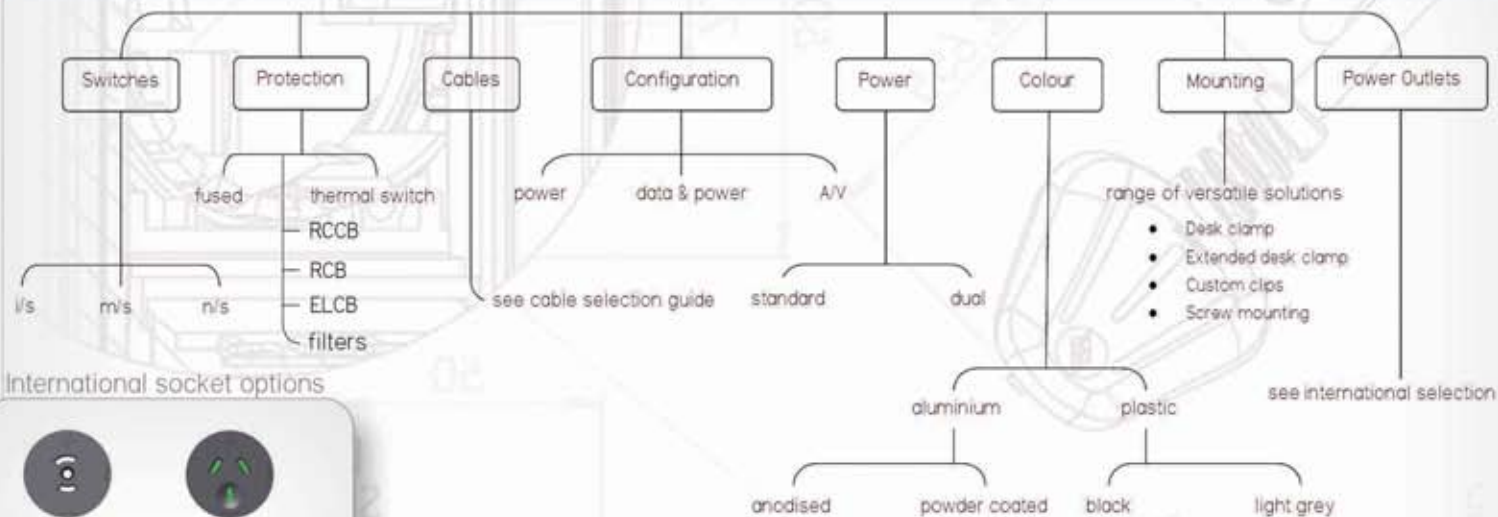 Switches Protection Cables Configuration Power Colour Mounting Power Outlets
fused thermal switch power data & power A/V range of versatile solutions
RCCB
• Desk clamp
RCB
• Extended desk clamp
• Custom clips
i/s m/s n/s ELCB see cable selection guide standard dual
• Screw mounting
filters
International socket options
see international selection
aluminium plastic
anodised powder coated black light grey